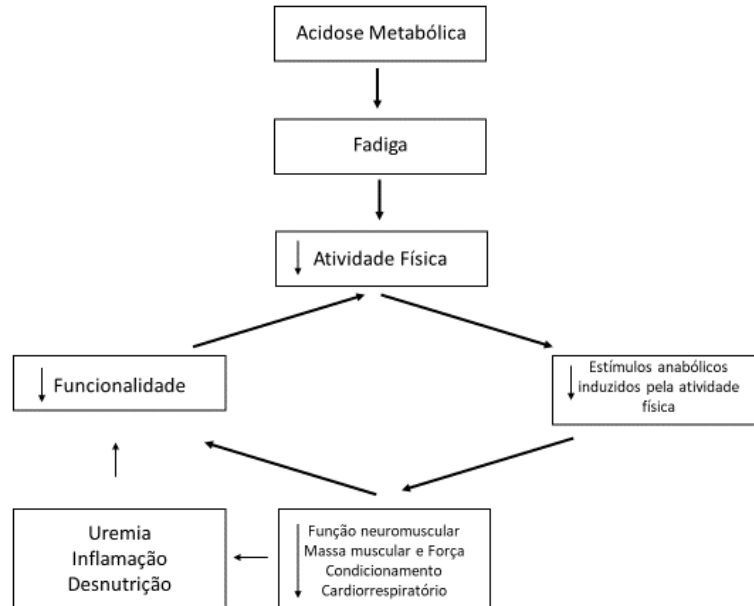 Acidose Metabólica
Fadiga
Atividade Física
Funcionalidade
Estímulos anabólicos
induzidos pela atividade
física
Uremia
Inflamação
Desnutrição
Função neuromuscular
Massa muscular e Força
Condicionamento
Cardiorrespiratório